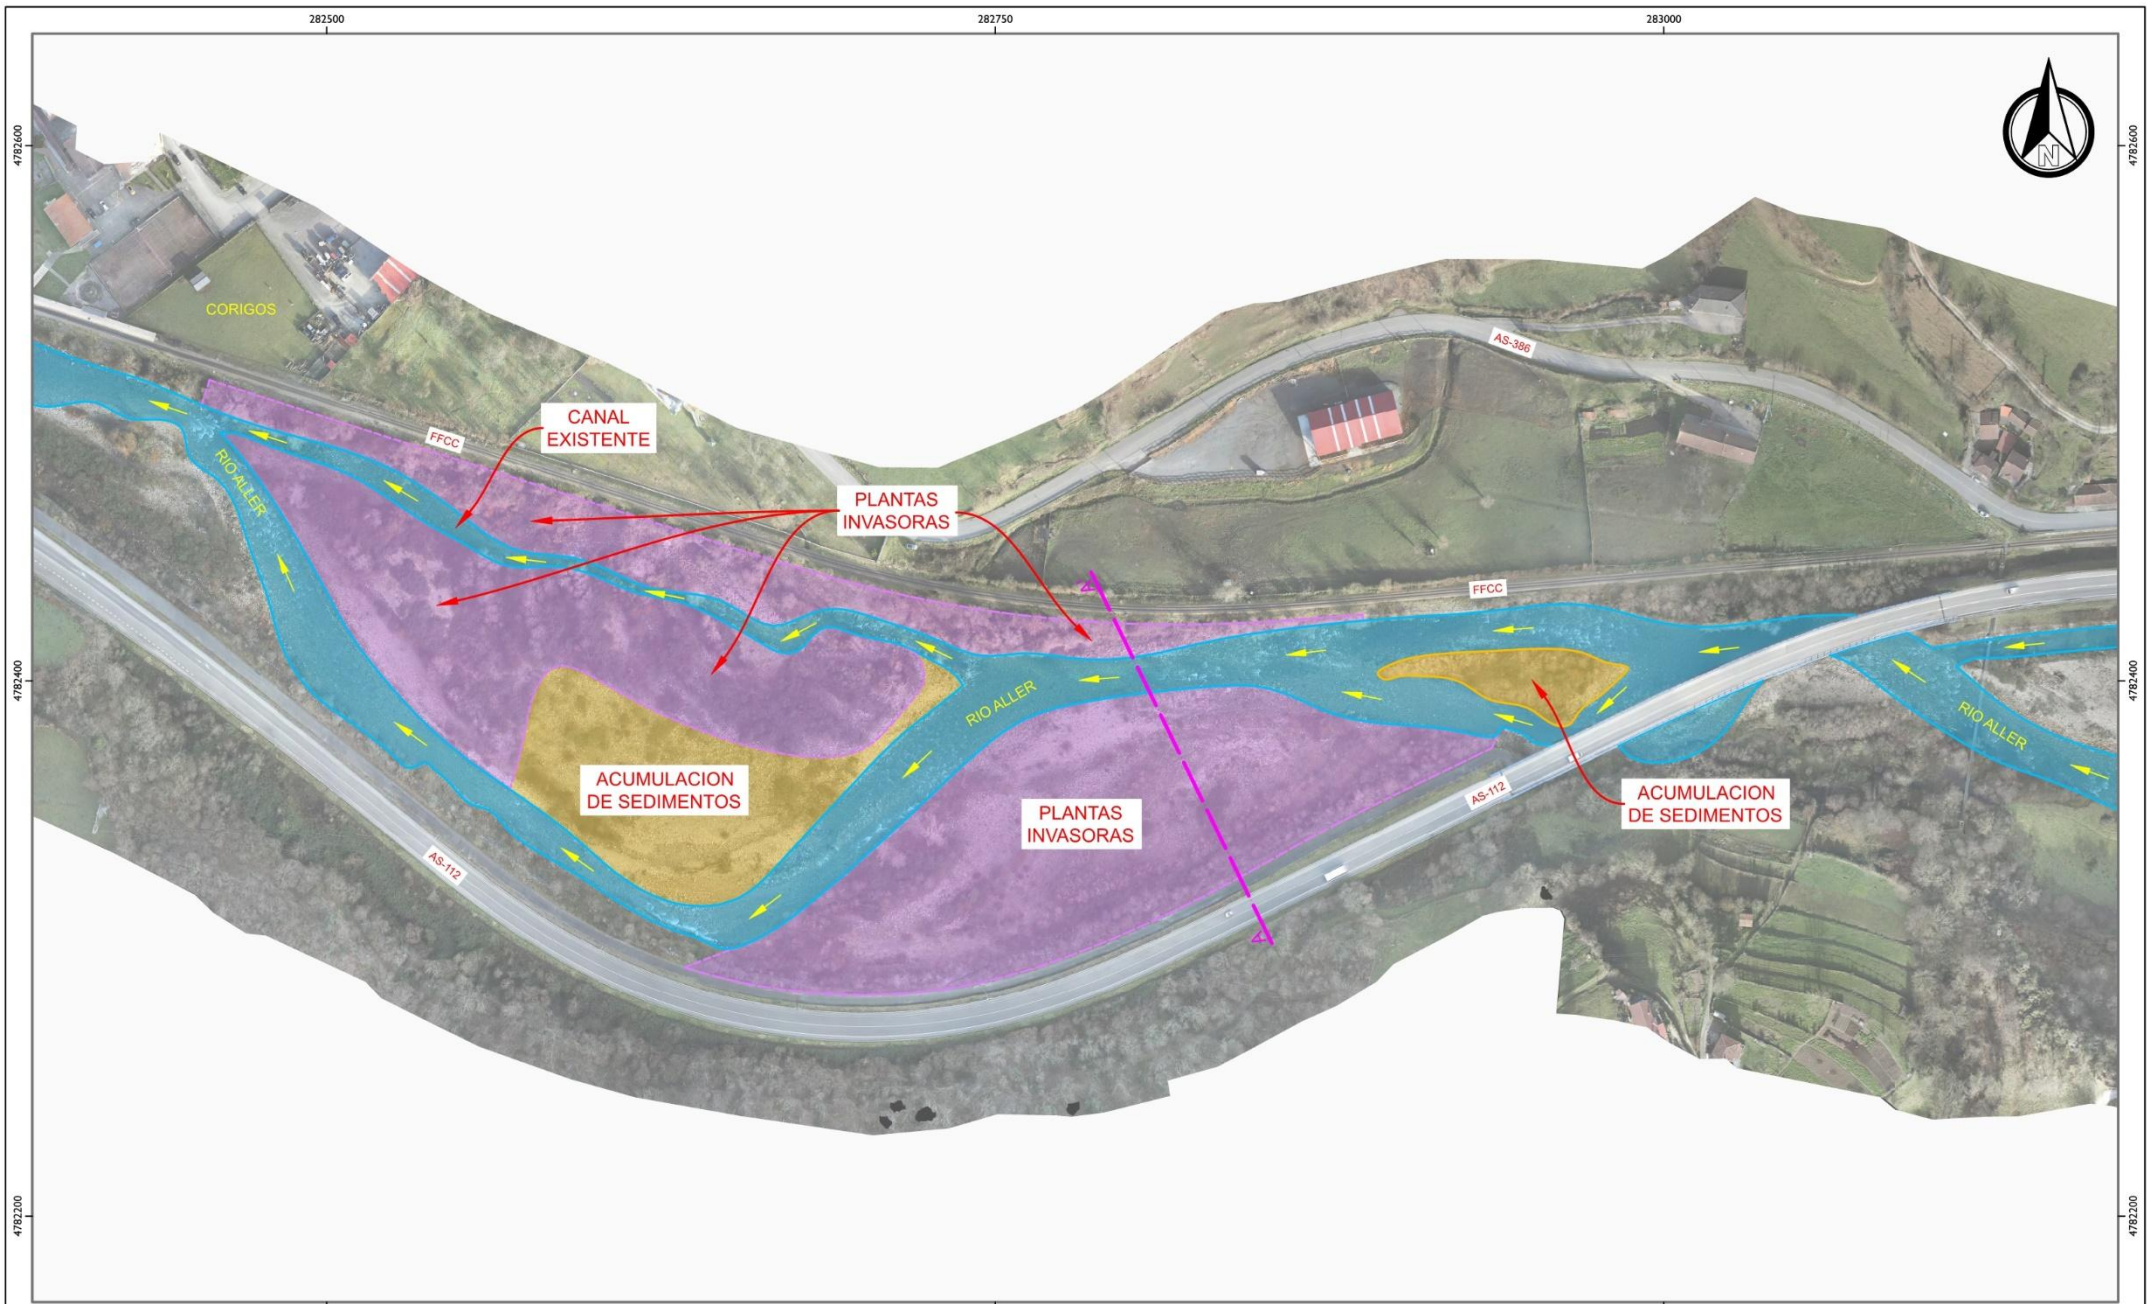 282500
282750
283000
4782600
4782600
N
CORIGOS
AS-386
CANAL
EXISTENTE
FFCC
RIO ALLER
PLANTAS
INVASORAS
A
FFCC
4782400
4782400
RIO ALLER
RIO ALLER
ACUMULACION
DE SEDIMENTOS
PLANTAS
INVASORAS
AS-112
ACUMULACION
DE SEDIMENTOS
AS-112
A
4782200
4782200